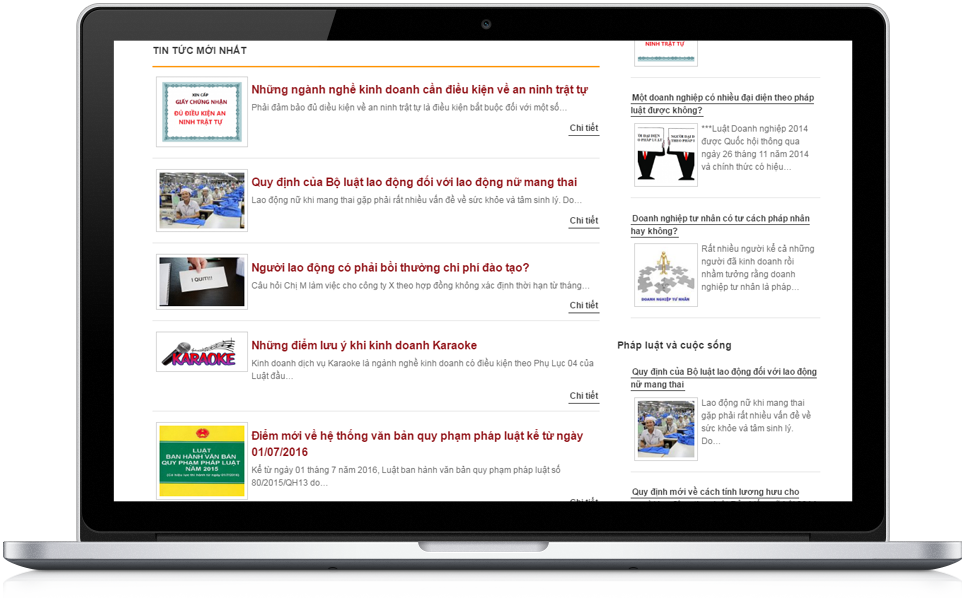 TIN TỨC MỚI NHẤT
XIN CẤP
GIẤY CHỨNG NHẬN
ĐỦ ĐIỀU KIỆN AN
NINH TRẬT TỰ
Những ngành nghề kinh doanh cần điều kiện về an ninh trật tự
Phải đảm bảo đủ điều kiện về an ninh trật tự là điều kiện bắt buộc đối với một số…
Chi tiết
Quy định của Bộ luật lao động đối với lao động nữ mang thai
Lao động nữ khi mang thai gặp phải rất nhiều vấn đề về sức khỏe và tâm sinh lý. Do…
Chi tiết
I QUIT!!!
Người lao động có phải bồi thường chi phí đào tạo?
Câu hỏi Chị M làm việc cho công ty X theo hợp đồng không xác định thời hạn từ tháng…
Chi tiết
KARAOKE
Những điểm lưu ý khi kinh doanh Karaoke
Kinh doanh dịch vụ Karaoke là ngành nghề kinh doanh có điều kiện theo Phụ Lục 04 của
Luật đầu…
Chi tiết
LUẬT
BAN HÀNH VĂN BẢN
QUY PHẠM PHÁP LUẬT
NĂM 2015
Điểm mới về hệ thống văn bản quy phạm pháp luật kể từ ngày
01/07/2016
Kể từ ngày 01 tháng 7 năm 2016, Luật ban hành văn bản quy phạm pháp luật số
80/2015/QH13 do…
Chi tiết
NINH TRẬT TỰ
Một doanh nghiệp có nhiều đại diện theo pháp
luật được không?
***Luật Doanh nghiệp 2014
được Quốc hội thông qua
ngày 26 tháng 11 năm 2014
và chính thức có hiệu…
Doanh nghiệp tư nhân có tư cách pháp nhân
hay không?
DOANH NGHIỆP TƯ NHÂN
Rất nhiều người kể cả những
người đã kinh doanh rồi
nhầm tưởng rằng doanh
nghiệp tư nhân là pháp…
Pháp luật và cuộc sống
Quy định của Bộ luật lao động đối với lao động
nữ mang thai
Lao động nữ khi mang thai
gặp phải rất nhiều vấn đề về
sức khỏe và tâm sinh lý.
Do…
Quy định mới về cách tính lương hưu cho